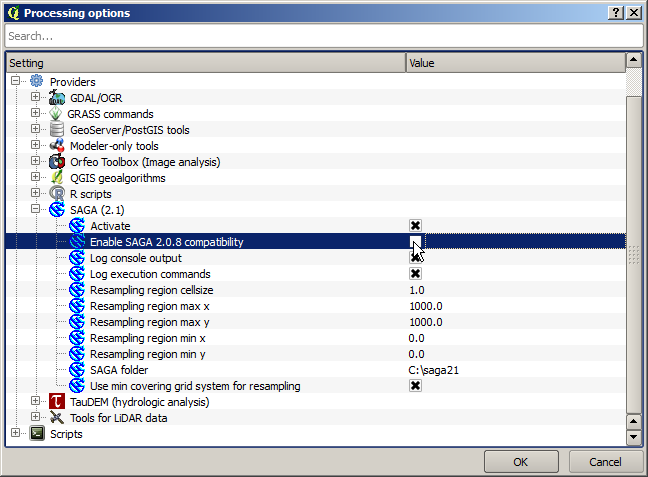 Processing options
Search...
Setting Value
Providers
GDAL/OGR
GRASS commands
GeoServer/PostGIS tools
Modeler-only tools
Orfeo Toolbox (Image analysis)
QGIS geoalgorithms
R scripts
SAGA (2.1)
Activate
Enable SAGA 2.0.8 compatibility
Log console output
Log execution commands
Resampling region cellsize 1.0
Resampling region max x 1000.0
Resampling region max y 1000.0
Resampling region min x 0.0
Resampling region min y 0.0
SAGA folder C:\saga21
Use min covering grid system for resampling
TauDEM (hydrologic analysis)
Tools for LiDAR data
Scripts
OK Cancel